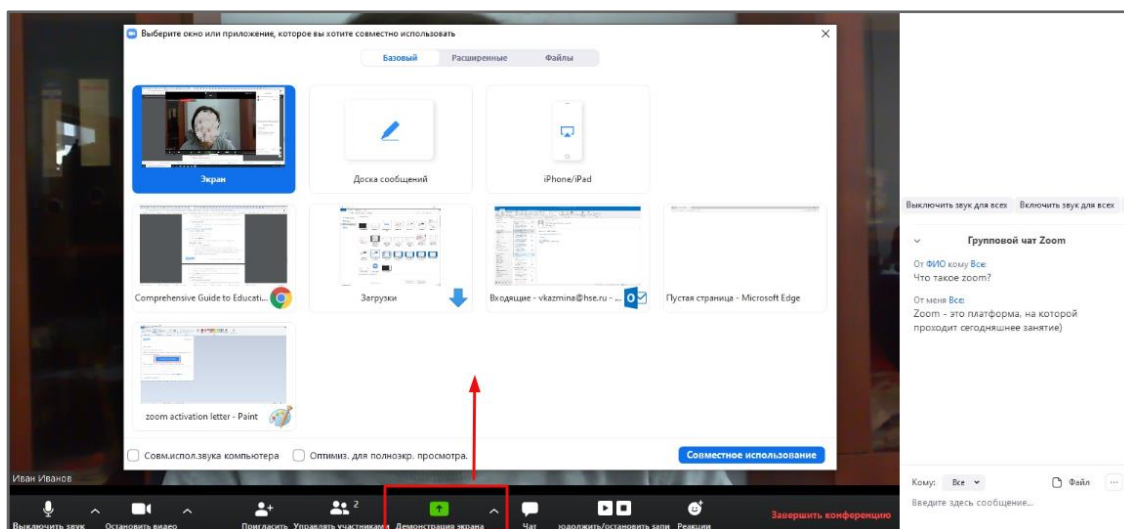 Выберите окно или приложение, которое вы хотите совместно использовать
Базовый Расширенные Файлы
Экран
Доска сообщений
iPhone/iPad
Comprehensive Guide to Educati...
Загрузки
Входящие - vkazmina@hse.ru - ...
Пустая страница - Microsoft Edge
zoom activation letter - Paint
Совм.испол.звука компьютера Оптимиз. для полноэкр. просмотра.
Совместное использование
Иван Иванов
Выключить звук
Остановить видео
Пригласить
Управлять участниками
2
Демонстрация экрана
Чат
юдолжить/остановить запи
Реакции
Завершить конференцию
Выключить звук для всех Включить звук для всех
Групповой чат Zoom
От ФИО кому Все:
Что такое zoom?
От меня Все:
Zoom - это платформа, на которой
проходит сегодняшнее занятие)
Кому: Все Файл ...
Введите здесь сообщение...